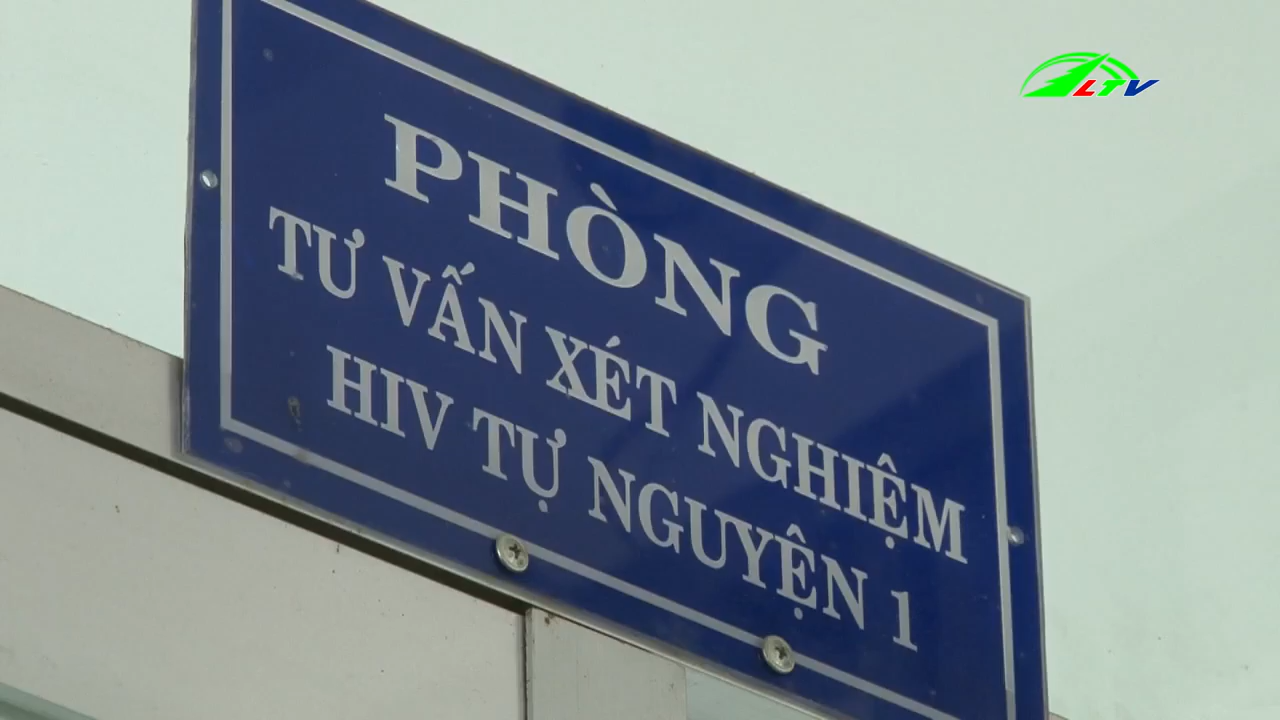 LTV
PHÒNG
TƯ VẤN XÉT NGHIỆM
HIV TỰ NGUYỆN 1